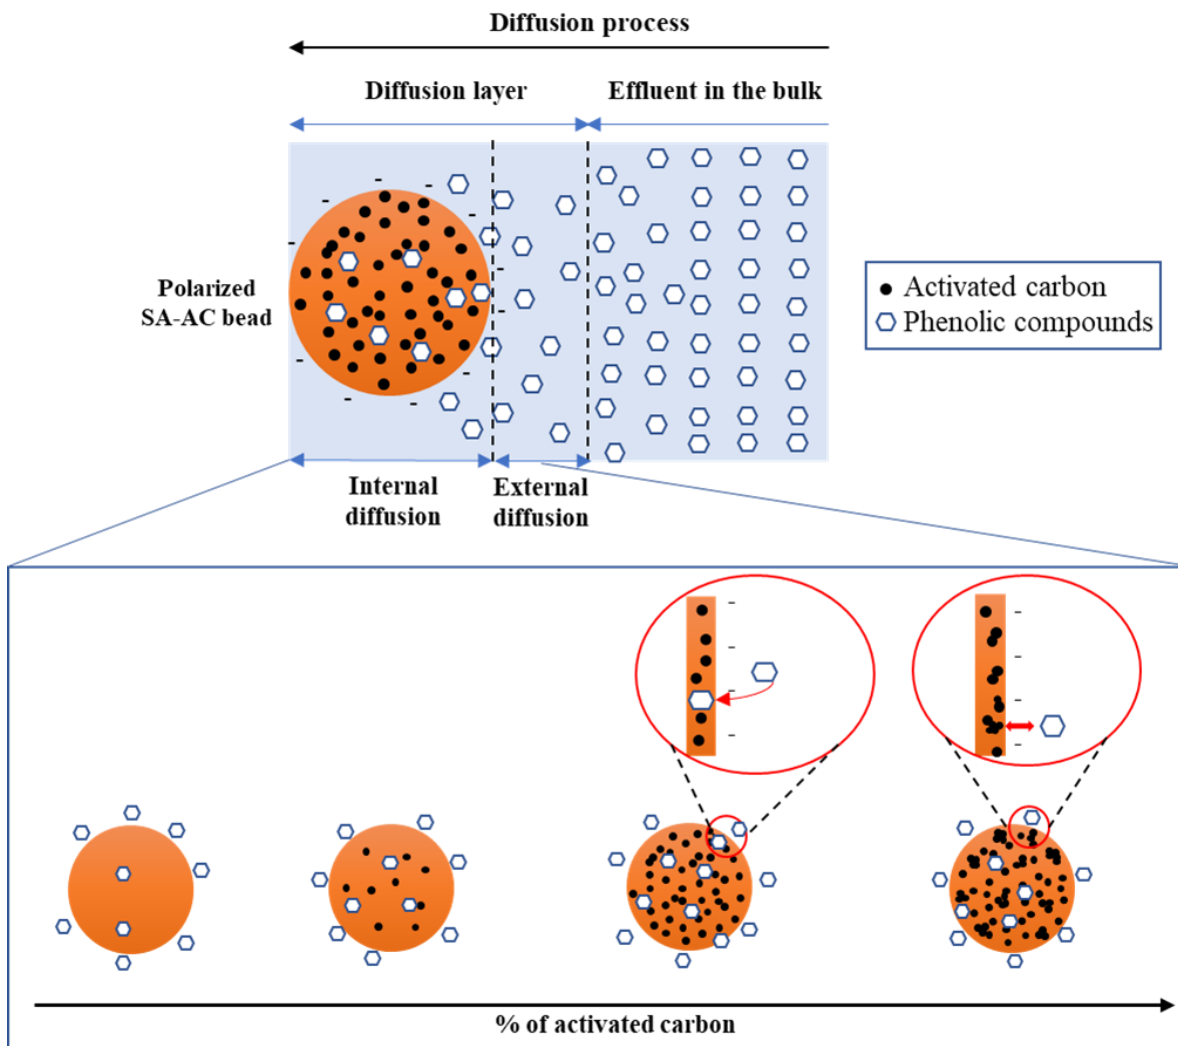 Diffusion process
Diffusion layer
Effluent in the bulk
Polarized
SA-AC bead
Activated carbon
Phenolic compounds
Internal
diffusion
External
diffusion
% of activated carbon